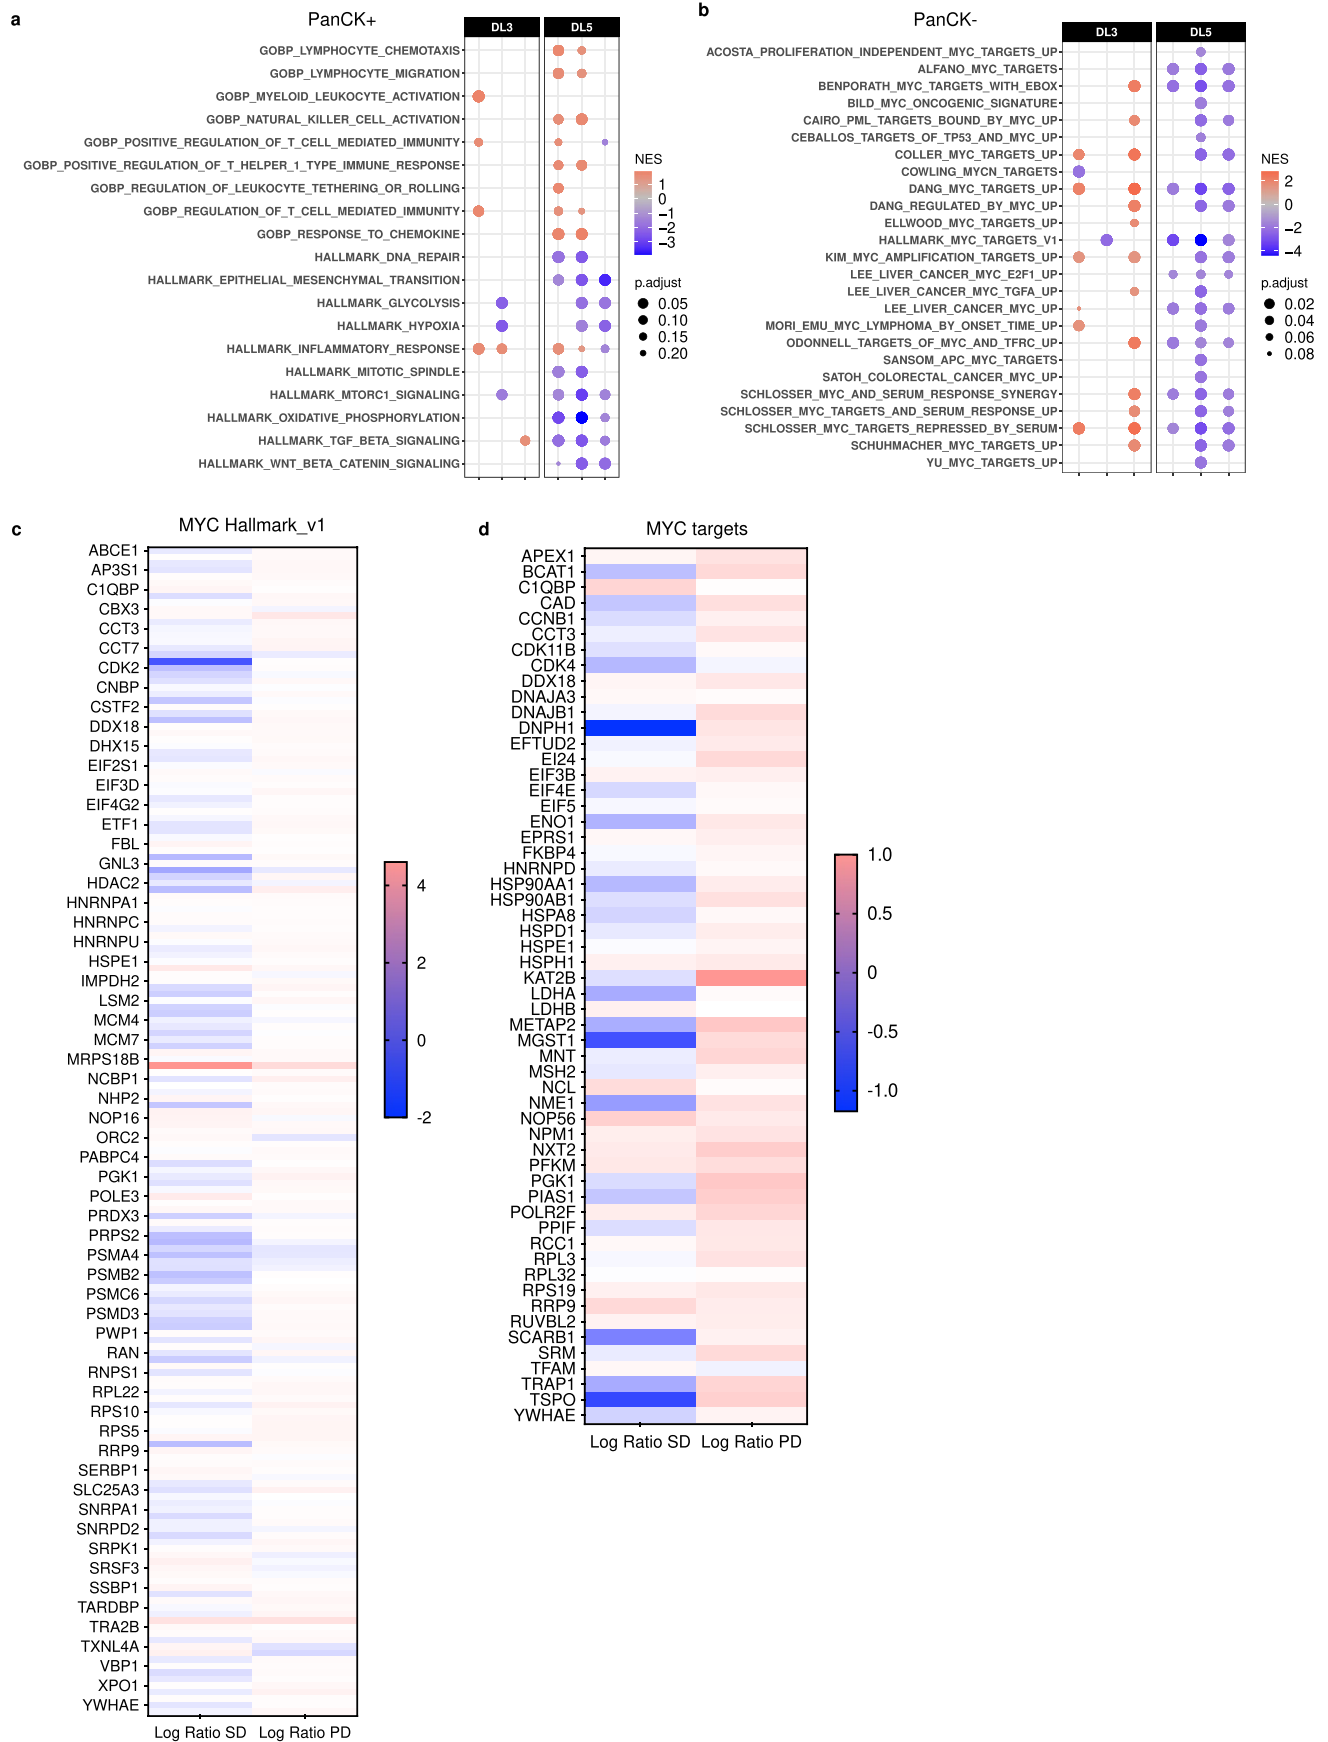 a
PanCK+
DL3
DL5
GOBP_LYMPHOCYTE_CHEMOTAXIS
GOBP_LYMPHOCYTE_MIGRATION
GOBP_MYELOID_LEUKOCYTE_ACTIVATION
GOBP_NATURAL_KILLER_CELL_ACTIVATION
GOBP_POSITIVE_REGULATION_OF_T_CELL_MEDIATED_IMMUNITY
GOBP_POSITIVE_REGULATION_OF_T_HELPER_1_TYPE_IMMUNE_RESPONSE
GOBP_REGULATION_OF_LEUKOCYTE_TETHERING_OR_ROLLING
GOBP_REGULATION_OF_T_CELL_MEDIATED_IMMUNITY
GOBP_RESPONSE_TO_CHEMOKINE
HALLMARK_DNA_REPAIR
HALLMARK_EPITHELIAL_MESENCHYMAL_TRANSITION
HALLMARK_GLYCOLYSIS
HALLMARK_HYPOXIA
HALLMARK_INFLAMMATORY_RESPONSE
HALLMARK_MITOTIC_SPINDLE
HALLMARK_MTORC1_SIGNALING
HALLMARK_OXIDATIVE_PHOSPHORYLATION
HALLMARK_TGF_BETA_SIGNALING
HALLMARK_WNT_BETA_CATENIN_SIGNALING
NES
1
0
−1
−2
−3
p.adjust
0.05
0.10
0.15
0.20
b
PanCK-
DL3
DL5
ACOSTA_PROLIFERATION_INDEPENDENT_MYC_TARGETS_UP
ALFANO_MYC_TARGETS
BENPORATH_MYC_TARGETS_WITH_EBOX
BILD_MYC_ONCOGENIC_SIGNATURE
CAIRO_PML_TARGETS_BOUND_BY_MYC_UP
CEBALLOS_TARGETS_OF_TP53_AND_MYC_UP
COLLER_MYC_TARGETS_UP
COWLING_MYCN_TARGETS
DANG_MYC_TARGETS_UP
DANG_REGULATED_BY_MYC_UP
ELLWOOD_MYC_TARGETS_UP
HALLMARK_MYC_TARGETS_V1
KIM_MYC_AMPLIFICATION_TARGETS_UP
LEE_LIVER_CANCER_MYC_E2F1_UP
LEE_LIVER_CANCER_MYC_TGFA_UP
LEE_LIVER_CANCER_MYC_UP
MORI_EMU_MYC_LYMPHOMA_BY_ONSET_TIME_UP
ODONNELL_TARGETS_OF_MYC_AND_TFRC_UP
SANSOM_APC_MYC_TARGETS
SATOH_COLORECTAL_CANCER_MYC_UP
SCHLOSSER_MYC_AND_SERUM_RESPONSE_SYNERGY
SCHLOSSER_MYC_TARGETS_AND_SERUM_RESPONSE_UP
SCHLOSSER_MYC_TARGETS_REPRESSED_BY_SERUM
SCHUHMACHER_MYC_TARGETS_UP
YU_MYC_TARGETS_UP
NES
2
0
−2
−4
p.adjust
0.02
0.04
0.06
0.08
c
MYC Hallmark_v1
ABCE1
AP3S1
C1QBP
CBX3
CCT3
CCT7
CDK2
CNBP
CSTF2
DDX18
DHX15
EIF2S1
EIF3D
EIF4G2
ETF1
FBL
GNL3
HDAC2
HNRNPA1
HNRNPC
HNRNPU
HSPE1
IMPDH2
LSM2
MCM4
MCM7
MRPS18B
NCBP1
NHP2
NOP16
ORC2
PABPC4
PGK1
POLE3
PRDX3
PRPS2
PSMA4
PSMB2
PSMC6
PSMD3
PWP1
RAN
RNPS1
RPL22
RPS10
RPS5
RRP9
SERBP1
SLC25A3
SNRPA1
SNRPD2
SRPK1
SRSF3
SSBP1
TARDBP
TRA2B
TXNL4A
VBP1
XPO1
YWHAE
Log Ratio SD
Log Ratio PD
4
2
0
-2
d
MYC targets
APEX1
BCAT1
C1QBP
CAD
CCNB1
CCT3
CDK11B
CDK4
DDX18
DNAJA3
DNAJB1
DNPH1
EFTUD2
EI24
EIF3B
EIF4E
EIF5
ENO1
EPRS1
FKBP4
HNRNPD
HSP90AA1
HSP90AB1
HSPA8
HSPD1
HSPE1
HSPH1
KAT2B
LDHA
LDHB
METAP2
MGST1
MNT
MSH2
NCL
NME1
NOP56
NPM1
NXT2
PFKM
PGK1
PIAS1
POLR2F
PPIF
RCC1
RPL3
RPL32
RPS19
RRP9
RUVBL2
SCARB1
SRM
TFAM
TRAP1
TSPO
YWHAE
Log Ratio SD
Log Ratio PD
1.0
0.5
0
-0.5
-1.0